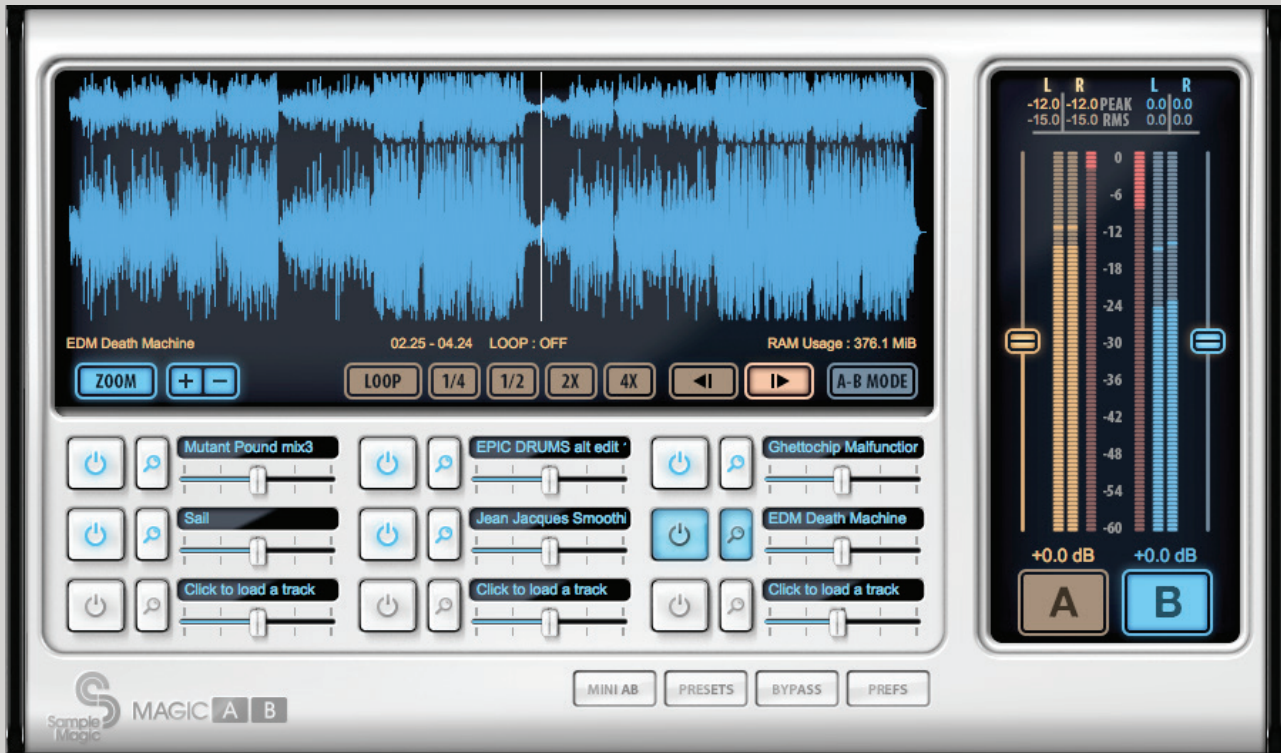 EDM Death Machine
02.25 - 04.24 LOOP : OFF
RAM Usage : 376.1 MiB
ZOOM + −
LOOP 1/4 1/2 2X 4X A-B MODE
Mutant Pound mix3
EPIC DRUMS alt edit
Ghettochip Malfunction
Sail
Jean Jacques Smoothi
EDM Death Machine
Click to load a track
Click to load a track
Click to load a track
MINI AB PRESETS BYPASS PREFS
Sample
Magic
MAGIC A B
L R L R
-12.0 -12.0 PEAK 0.0 0.0
-15.0 -15.0 RMS 0.0 0.0
0
-6
-12
-18
-24
-30
-36
-42
-48
-54
-60
+0.0 dB +0.0 dB
A B